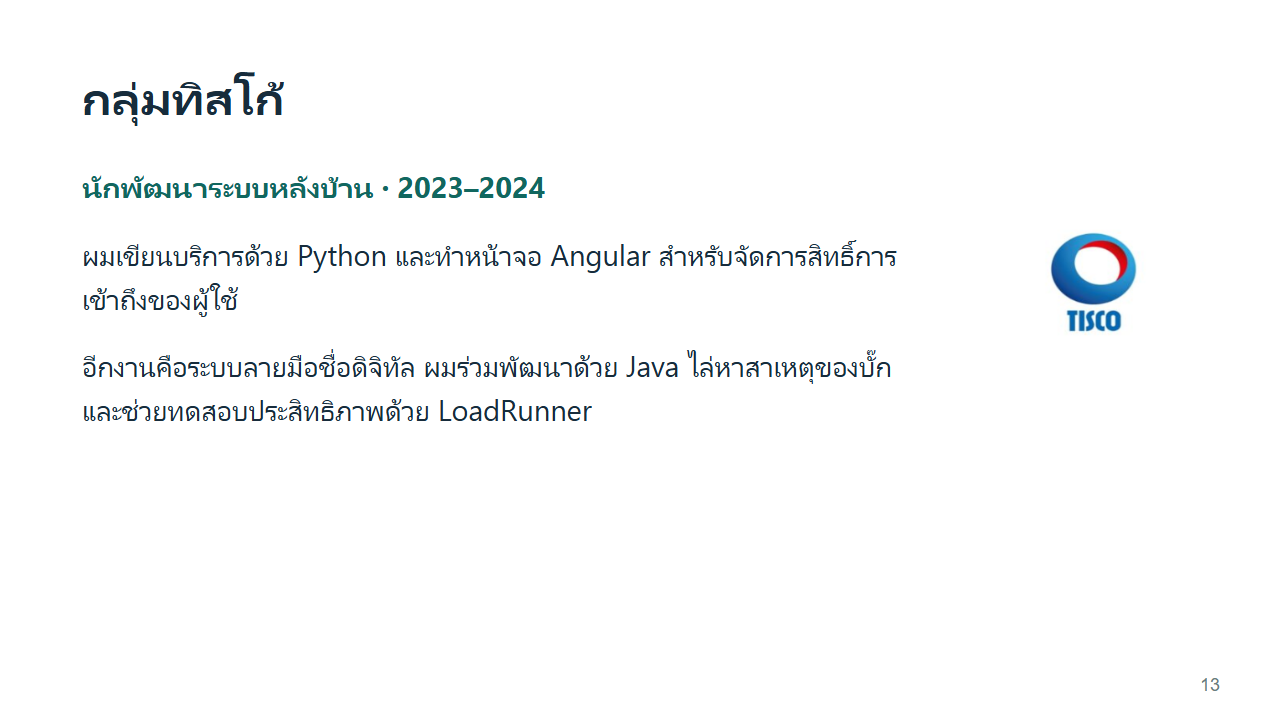 กลุ่มทิสโก้
นักพัฒนาระบบหลังบ้าน · 2023–2024
ผมเขียนบริการด้วย Python และทำหน้าจอ Angular สำหรับจัดการสิทธิ์การ
เข้าถึงของผู้ใช้
TISCO
อีกงานคือระบบลายมือชื่อดิจิทัล ผมร่วมพัฒนาด้วย Java ไล่หาสาเหตุของบั๊ก
และช่วยทดสอบประสิทธิภาพด้วย LoadRunner
13